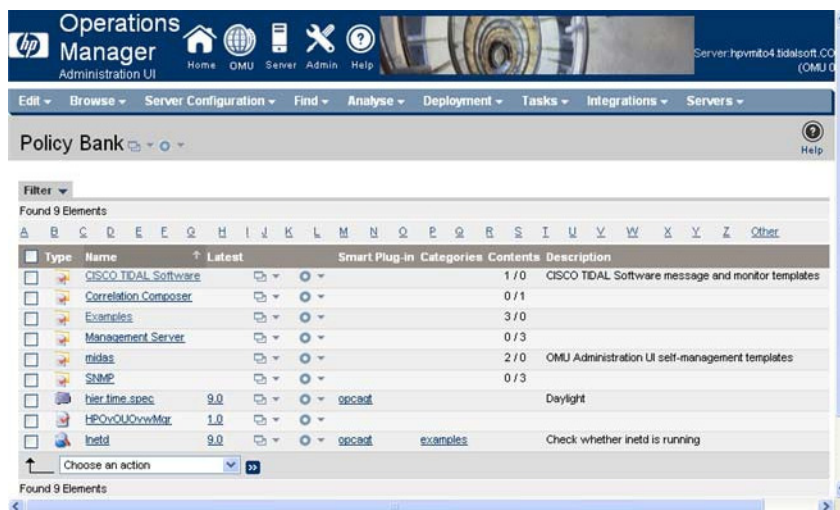 hp
Operations
Manager
Administration UI
Home OMU Server Admin Help
Server:hpvmito4.tidalsoft.CO
(OMU 0
Edit Browse Server Configuration Find Analyse Deployment Tasks Integrations Servers
Policy Bank
Help
Filter
Found 9 Elements
A B C D E F G H I J K L M N O P Q R S T U V W X Y Z Other
Type Name Latest Smart Plug-in Categories Contents Description
CISCO TIDAL Software 1 / 0 CISCO TIDAL Software message and monitor templates
Correlation Composer 0 / 1
Examples 3 / 0
Management Server 0 / 3
midas 2 / 0 OMU Administration UI self-management templates
SNMP 0 / 3
hier.time.spec 9.0 opcagt Daylight
HPOvOUOvwMgr 1.0
Inetd 9.0 opcagt examples Check whether inetd is running
Choose an action
Found 9 Elements